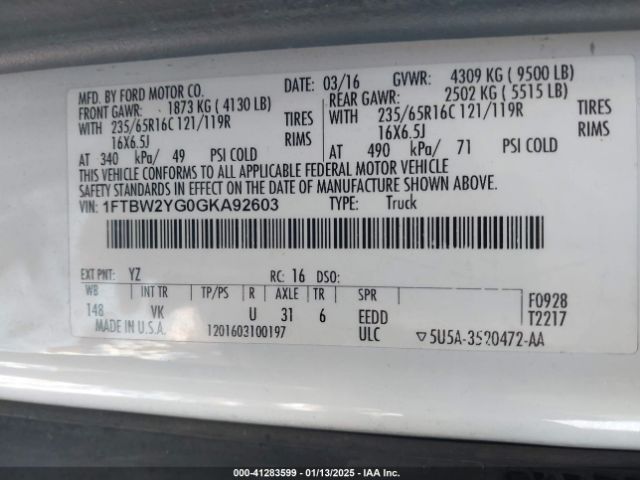 MFD. BY FORD MOTOR CO. DATE: 03/16 GVWR: 4309 KG ( 9500 LB)
FRONT GAWR: 1873 KG ( 4130 LB) REAR GAWR: 2502 KG ( 5515 LB)
WITH 235/65R16C 121/119R TIRES WITH 235/65R16C 121/119R TIRES
16X6.5J RIMS 16X6.5J RIMS
AT 340 kPa/ 49 PSI COLD AT 490 kPa/ 71 PSI COLD
THIS VEHICLE CONFORMS TO ALL APPLICABLE FEDERAL MOTOR VEHICLE
SAFETY STANDARDS IN EFFECT ON THE DATE OF MANUFACTURE SHOWN ABOVE.
VIN: 1FTBW2YG0GKA92603 TYPE: Truck
EXT PNT: YZ RC: 16 DSO:
WB INT TR TP/PS R AXLE TR SPR F0928
148 VK U 31 6 EEDD T2217
MADE IN U.S.A. 1201603100197 ULC ▽5U5A-3520472-AA
000-41283599 — 01/13/2025 — IAA Inc.